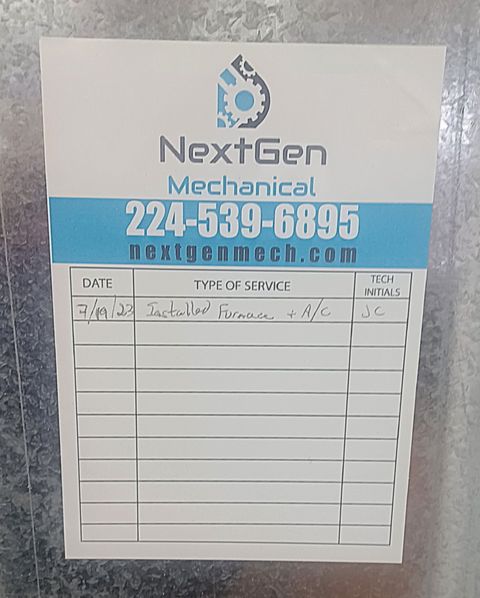 NextGen
Mechanical
224-539-6895
nextgenmech.com
DATE TYPE OF SERVICE TECH INITIALS
7/19/23 Installed Furnace + A/C JC